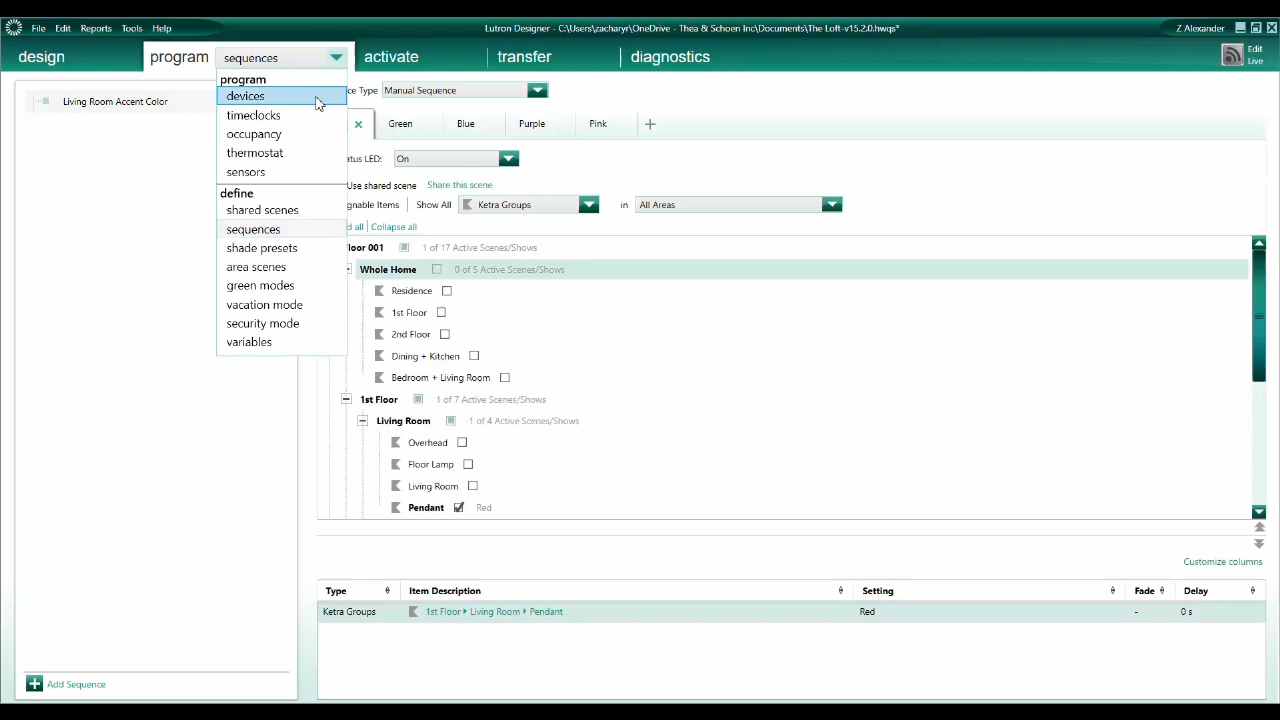 File Edit Reports Tools Help
Lutron Designer - C:\Users\zacharyr\OneDrive - Thea & Schoen Inc\Documents\The Loft-v15.2.0.hwqs*
Z Alexander
design program sequences activate transfer diagnostics
Edit
Live
program
devices
timeclocks
occupancy
thermostat
sensors
define
shared scenes
sequences
shade presets
area scenes
green modes
vacation mode
security mode
variables
Living Room Accent Color
ce Type Manual Sequence
Green Blue Purple Pink
atus LED: On
Use shared scene Share this scene
gnable Items Show All Ketra Groups in All Areas
d all Collapse all
loor 001 1 of 17 Active Scenes/Shows
Whole Home 0 of 5 Active Scenes/Shows
Residence
1st Floor
2nd Floor
Dining + Kitchen
Bedroom + Living Room
1st Floor 1 of 7 Active Scenes/Shows
Living Room 1 of 4 Active Scenes/Shows
Overhead
Floor Lamp
Living Room
Pendant Red
Customize columns
Type Item Description Setting Fade Delay
Ketra Groups 1st Floor Living Room Pendant Red - 0 s
Add Sequence